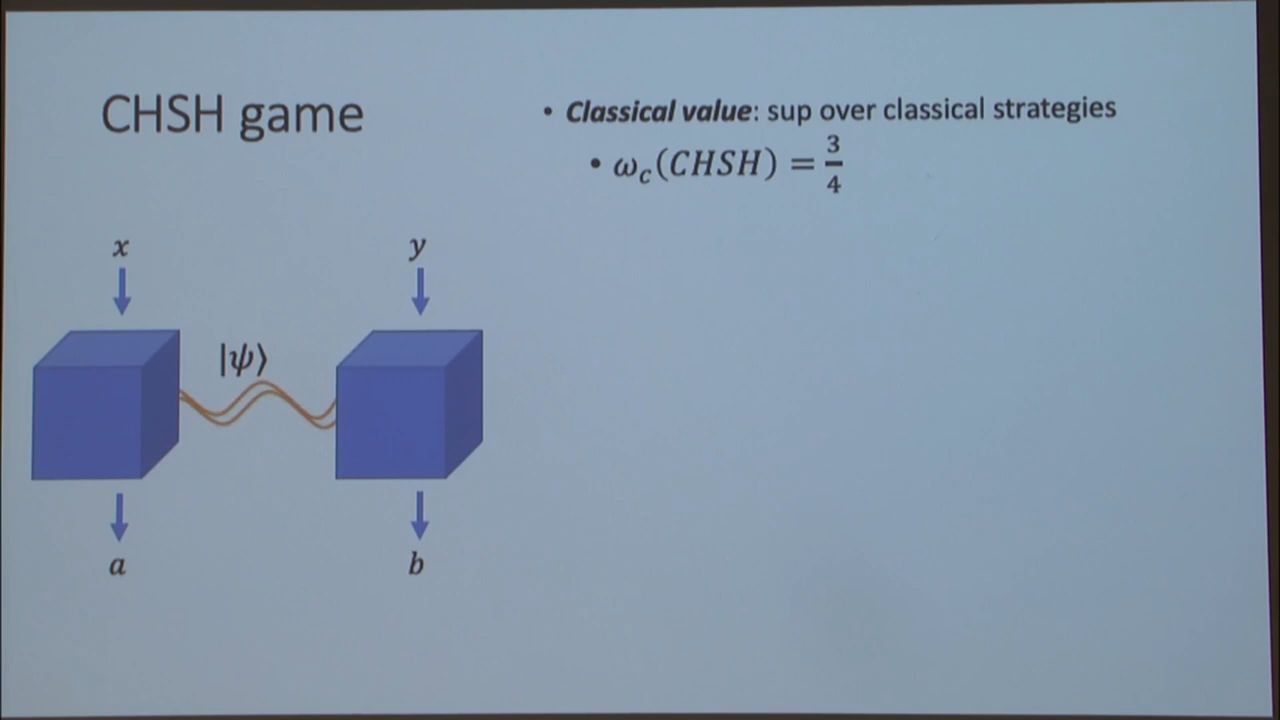 CHSH game
• Classical value: sup over classical strategies
• ω_c(CHSH) = 3/4
x
y
|ψ⟩
a
b